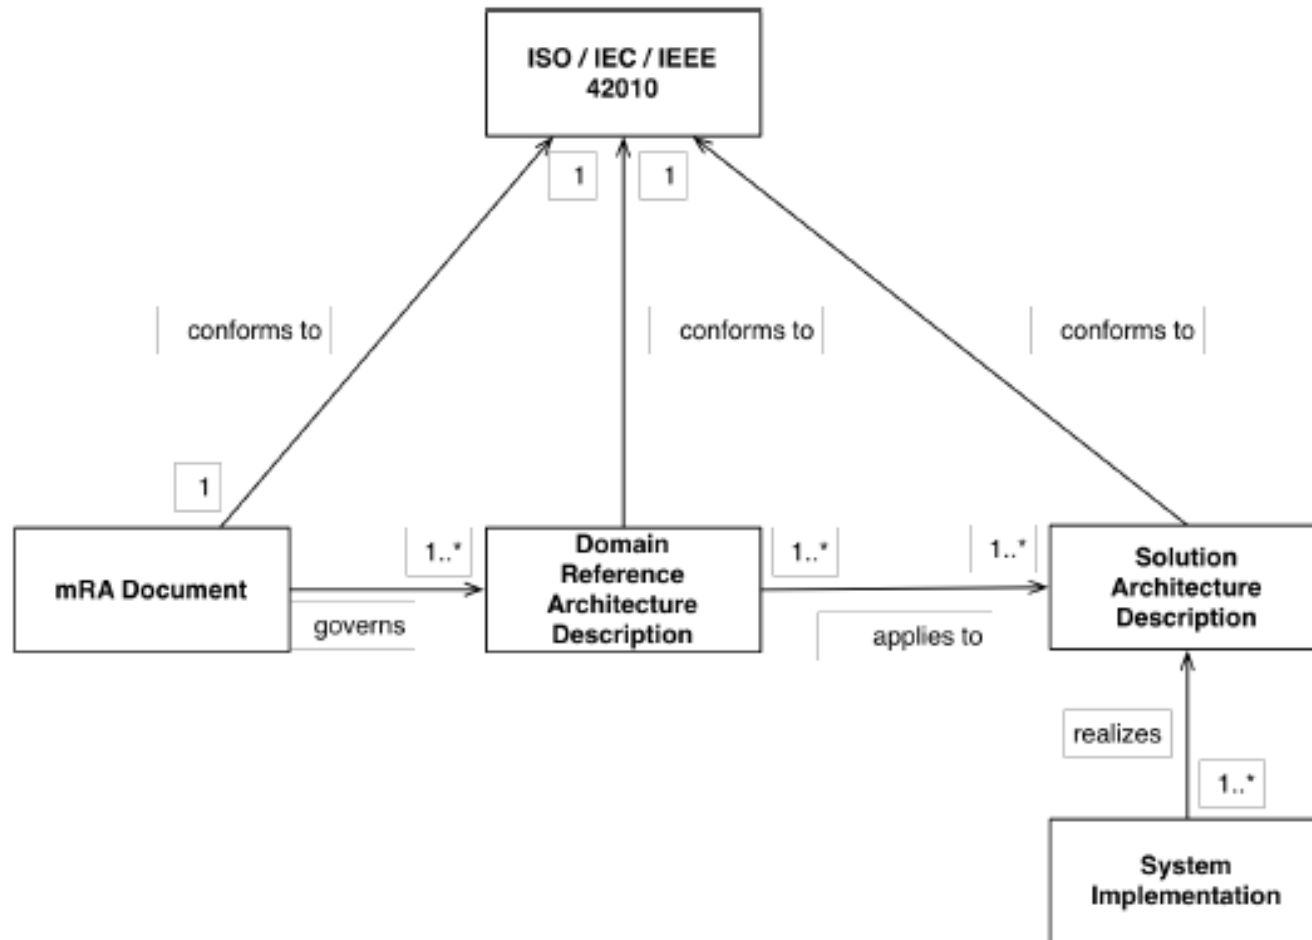 ISO / IEC / IEEE
42010
1
1
conforms to
conforms to
conforms to
1
1..*
1..*
1..*
mRA Document
Domain
Reference
Architecture
Description
Solution
Architecture
Description
governs
applies to
realizes
1..*
System
Implementation